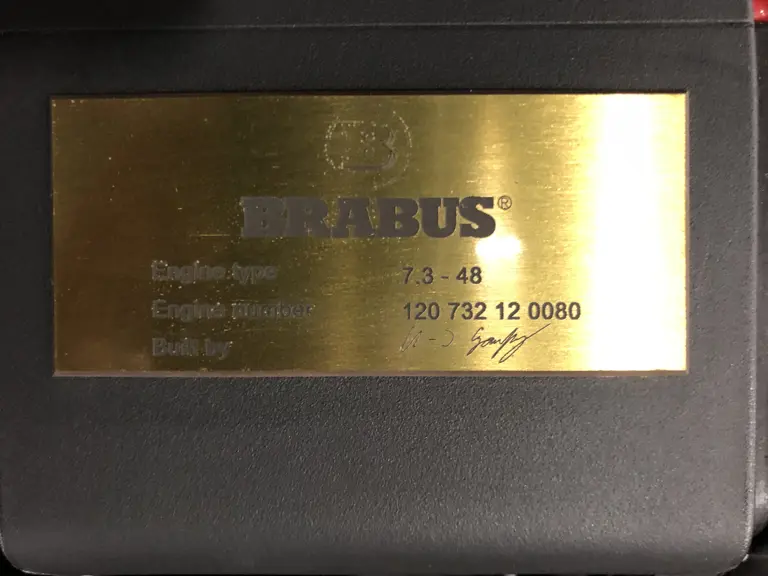 B
BRABUS®
Engine type 7.3 - 48
Engine number 120 732 12 0080
Built by